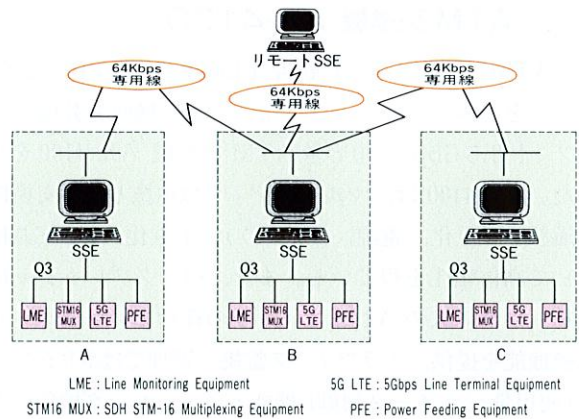 リモートSSE
64Kbps
専用線
64Kbps
専用線
64Kbps
専用線
SSE
Q3
LME
STM16
MUX
5G
LTE
PFE
A
SSE
Q3
LME
STM16
MUX
5G
LTE
PFE
B
SSE
Q3
LME
STM16
MUX
5G
LTE
PFE
C
LME : Line Monitoring Equipment
5G LTE : 5Gbps Line Terminal Equipment
STM16 MUX : SDH STM-16 Multiplexing Equipment
PFE : Power Feeding Equipment